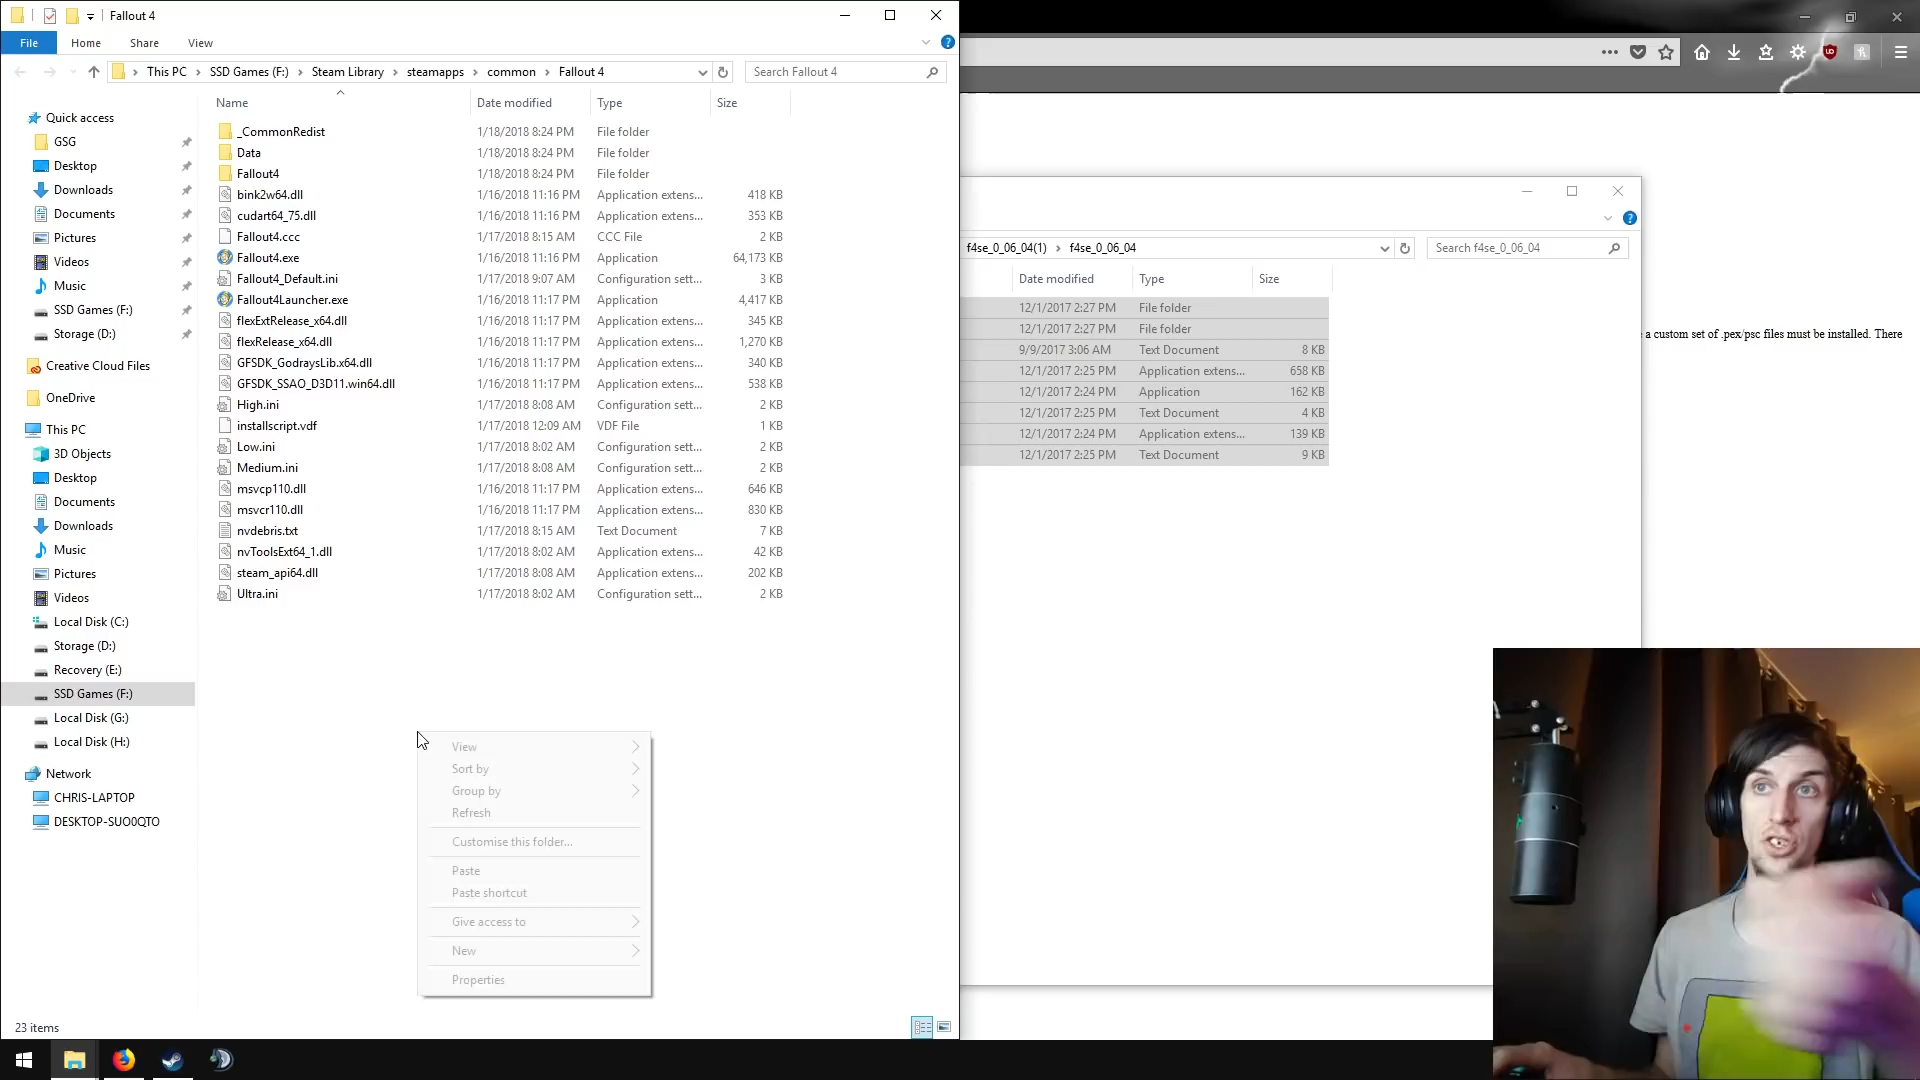 Fallout 4
File Home Share View
This PC SSD Games (F:) Steam Library steamapps common Fallout 4
Search Fallout 4
Name Date modified Type Size
_CommonRedist 1/18/2018 8:24 PM File folder
Data 1/18/2018 8:24 PM File folder
Fallout4 1/18/2018 8:24 PM File folder
bink2w64.dll 1/16/2018 11:16 PM Application extens... 418 KB
cudart64_75.dll 1/16/2018 11:16 PM Application extens... 353 KB
Fallout4.ccc 1/17/2018 8:15 AM CCC File 2 KB
Fallout4.exe 1/16/2018 11:16 PM Application 64,173 KB
Fallout4_Default.ini 1/17/2018 9:07 AM Configuration sett... 3 KB
Fallout4Launcher.exe 1/16/2018 11:17 PM Application 4,417 KB
flexExtRelease_x64.dll 1/16/2018 11:17 PM Application extens... 345 KB
flexRelease_x64.dll 1/16/2018 11:17 PM Application extens... 1,270 KB
GFSDK_GodraysLib.x64.dll 1/16/2018 11:17 PM Application extens... 340 KB
GFSDK_SSAO_D3D11.win64.dll 1/16/2018 11:17 PM Application extens... 538 KB
High.ini 1/17/2018 8:08 AM Configuration sett... 2 KB
installscript.vdf 1/17/2018 12:09 AM VDF File 1 KB
Low.ini 1/17/2018 8:02 AM Configuration sett... 2 KB
Medium.ini 1/17/2018 8:08 AM Configuration sett... 2 KB
msvcp110.dll 1/16/2018 11:17 PM Application extens... 646 KB
msvcr110.dll 1/16/2018 11:17 PM Application extens... 830 KB
nvdebris.txt 1/17/2018 8:15 AM Text Document 7 KB
nvToolsExt64_1.dll 1/17/2018 8:02 AM Application extens... 42 KB
steam_api64.dll 1/17/2018 8:08 AM Application extens... 202 KB
Ultra.ini 1/17/2018 8:02 AM Configuration sett... 2 KB
Quick access
GSG
Desktop
Downloads
Documents
Pictures
Videos
Music
SSD Games (F:)
Storage (D:)
Creative Cloud Files
OneDrive
This PC
3D Objects
Desktop
Documents
Downloads
Music
Pictures
Videos
Local Disk (C:)
Storage (D:)
Recovery (E:)
SSD Games (F:)
Local Disk (G:)
Local Disk (H:)
Network
CHRIS-LAPTOP
DESKTOP-SUO0QTO
View
Sort by
Group by
Refresh
Customise this folder...
Paste
Paste shortcut
Give access to
New
Properties
23 items
f4se_0_06_04(1) f4se_0_06_04
Search f4se_0_06_04
Date modified Type Size
12/1/2017 2:27 PM File folder
12/1/2017 2:27 PM File folder
9/9/2017 3:06 AM Text Document 8 KB
12/1/2017 2:25 PM Application extens... 658 KB
12/1/2017 2:24 PM Application 162 KB
12/1/2017 2:25 PM Text Document 4 KB
12/1/2017 2:24 PM Application extens... 139 KB
12/1/2017 2:25 PM Text Document 9 KB
a custom set of .pex/psc files must be installed. There